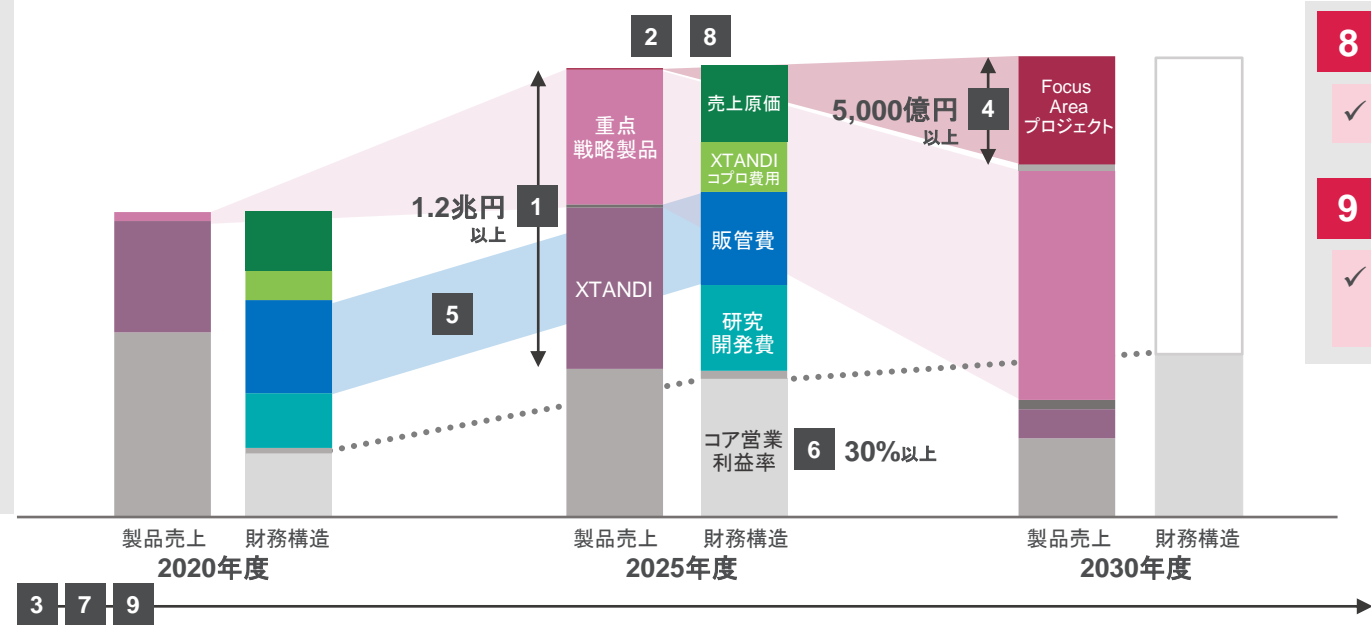 2
8
8
✓
9
✓
売上原価
XTANDI
コプロ費用
販管費
研究
開発費
コア営業
利益率
重点
戦略製品
XTANDI
1.2兆円
以上
1
5
5,000億円
以上
4
Focus
Area
プロジェクト
6
30%以上
製品売上
財務構造
2020年度
製品売上
財務構造
2025年度
製品売上
財務構造
2030年度
3
7
9